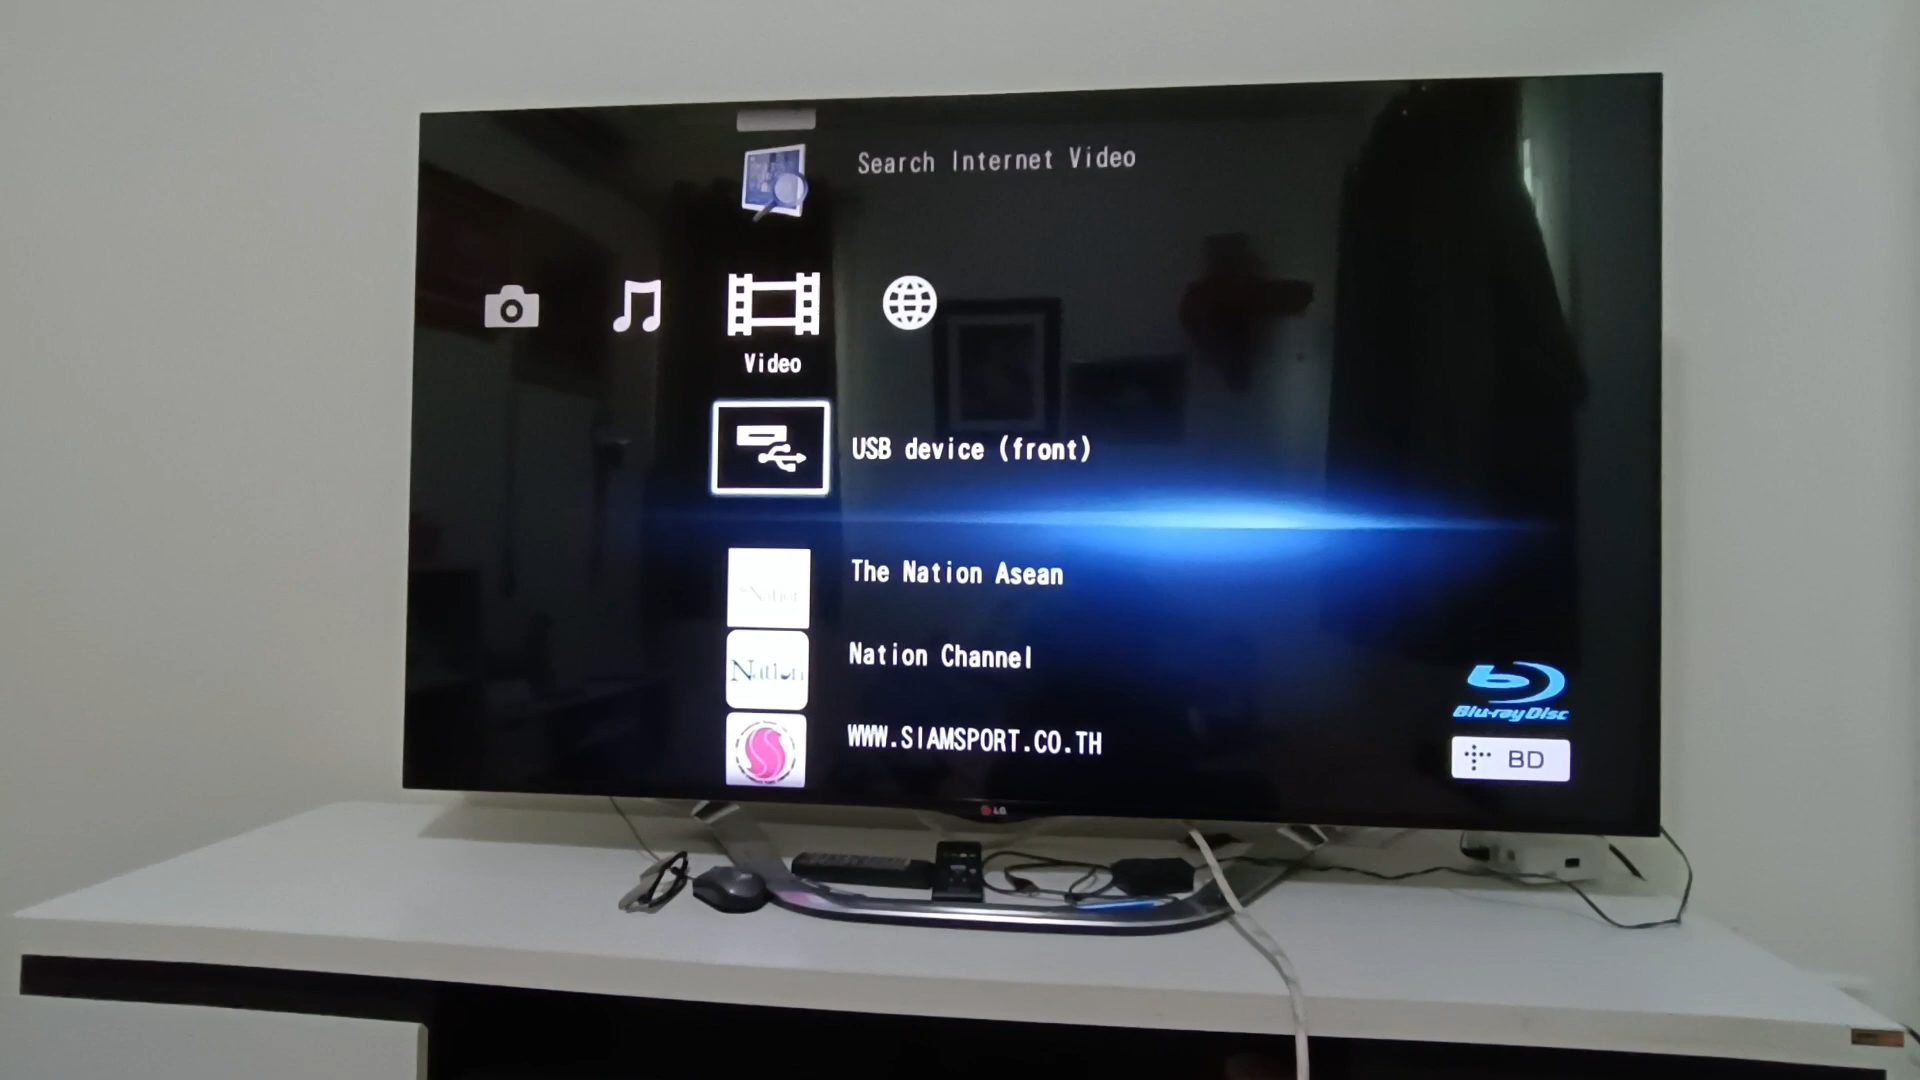 Search Internet Video
Video
USB device (front)
The Nation Asean
Nation
Nation Channel
WWW.SIAMSPORT.CO.TH
Blu-ray Disc
BD
LG